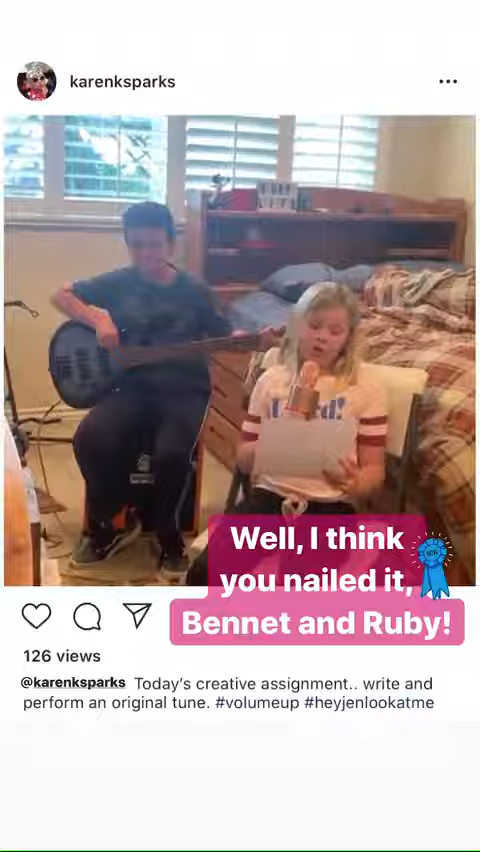 karenksparks
Well, I think
you nailed it,
Bennet and Ruby!
126 views
@karenksparks Today's creative assignment.. write and
perform an original tune. #volumeup #heyjenlookatme